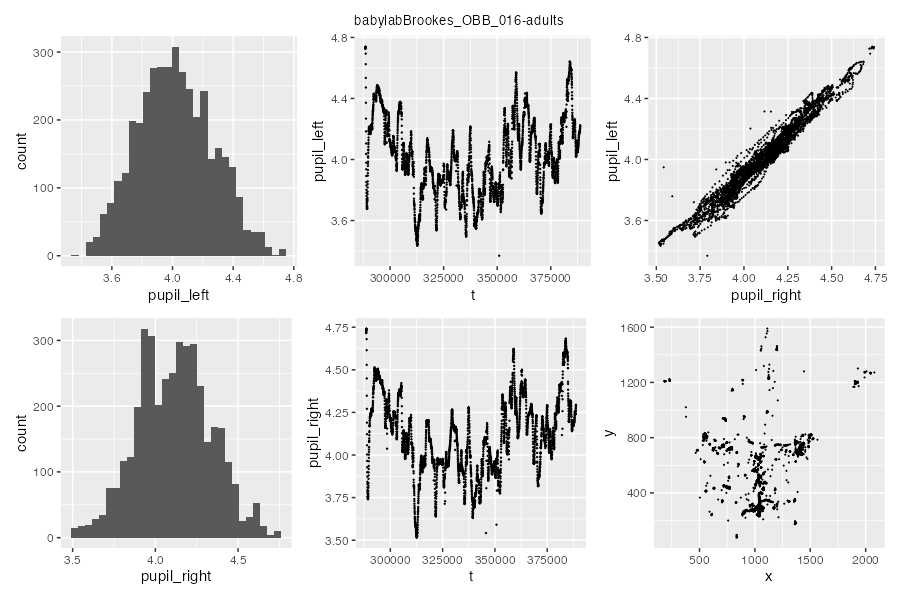 babylabBrookes_OBB_016-adults
300
200
100
0
count
3.6 4.0 4.4 4.8
pupil_left
4.8
4.4
4.0
3.6
pupil_left
300000 325000 350000 375000
t
4.8
4.4
4.0
3.6
pupil_left
3.50 3.75 4.00 4.25 4.50 4.75
pupil_right
300
200
100
0
count
3.5 4.0 4.5
pupil_right
4.75
4.50
4.25
4.00
3.75
3.50
pupil_right
300000 325000 350000 375000
t
1600
1200
800
400
y
500 1000 1500 2000
x